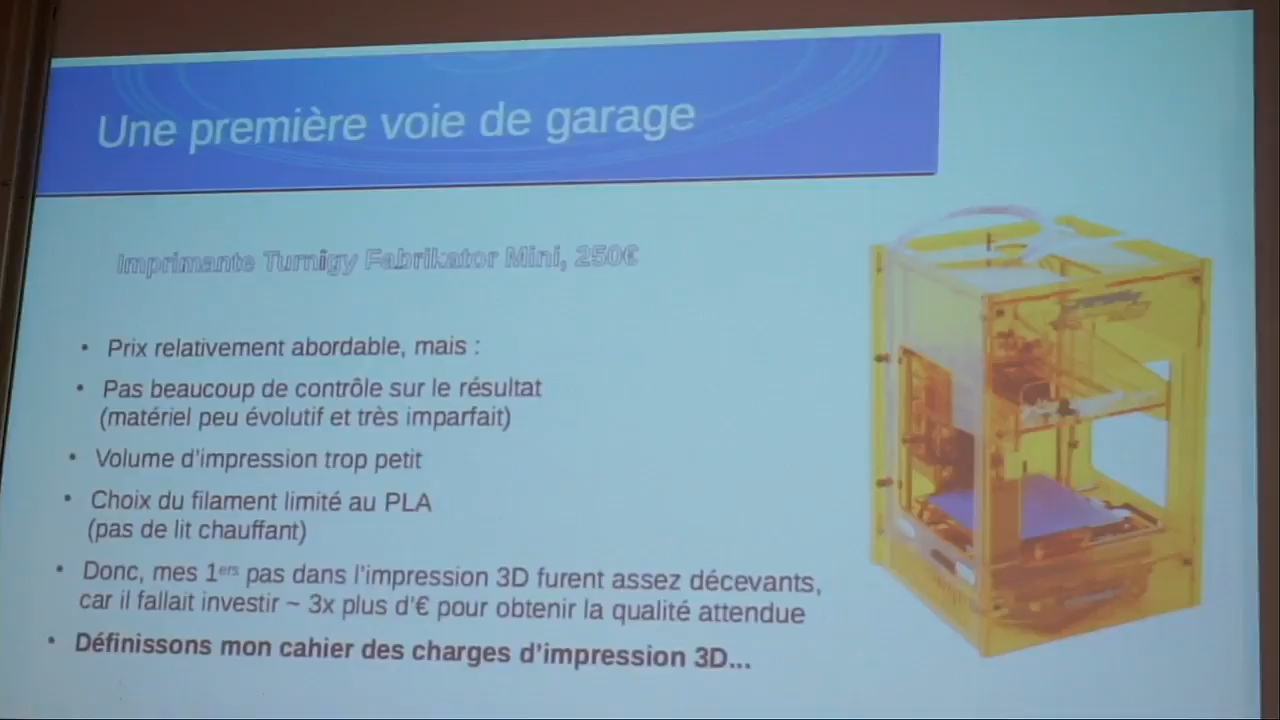 Une première voie de garage
Imprimante Turnigy Fabrikator Mini, 250€
• Prix relativement abordable, mais :
• Pas beaucoup de contrôle sur le résultat
(matériel peu évolutif et très imparfait)
• Volume d'impression trop petit
• Choix du filament limité au PLA
(pas de lit chauffant)
• Donc, mes 1ers pas dans l'impression 3D furent assez décevants,
car il fallait investir ~ 3x plus d'€ pour obtenir la qualité attendue
• Définissons mon cahier des charges d'impression 3D...